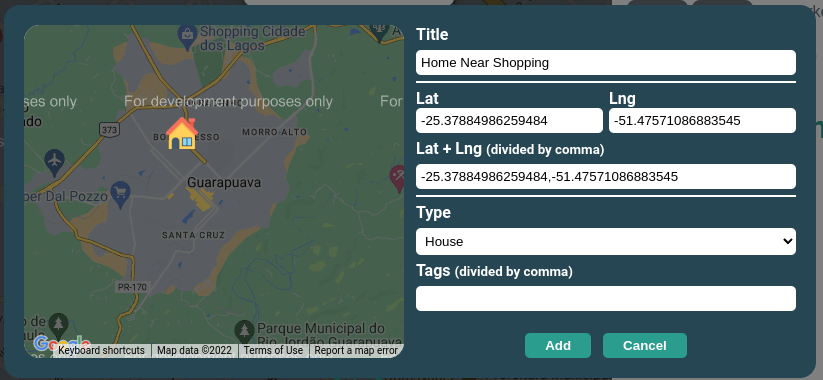 Shopping Cidade
dos Lagos
ses only
For development purposes only
For
373
MORRO ALTO
Guarapuava
per Dal Pozzo
SANTA CRUZ
PR-170
Parque Municipal do
Rio Jordão Guarapuava
Google
Keyboard shortcuts
Map data ©2022
Terms of Use
Report a map error
Title
Home Near Shopping
Lat
Lng
-25.37884986259484
-51.47571086883545
Lat + Lng (divided by comma)
-25.37884986259484,-51.47571086883545
Type
House
Tags (divided by comma)
Add
Cancel